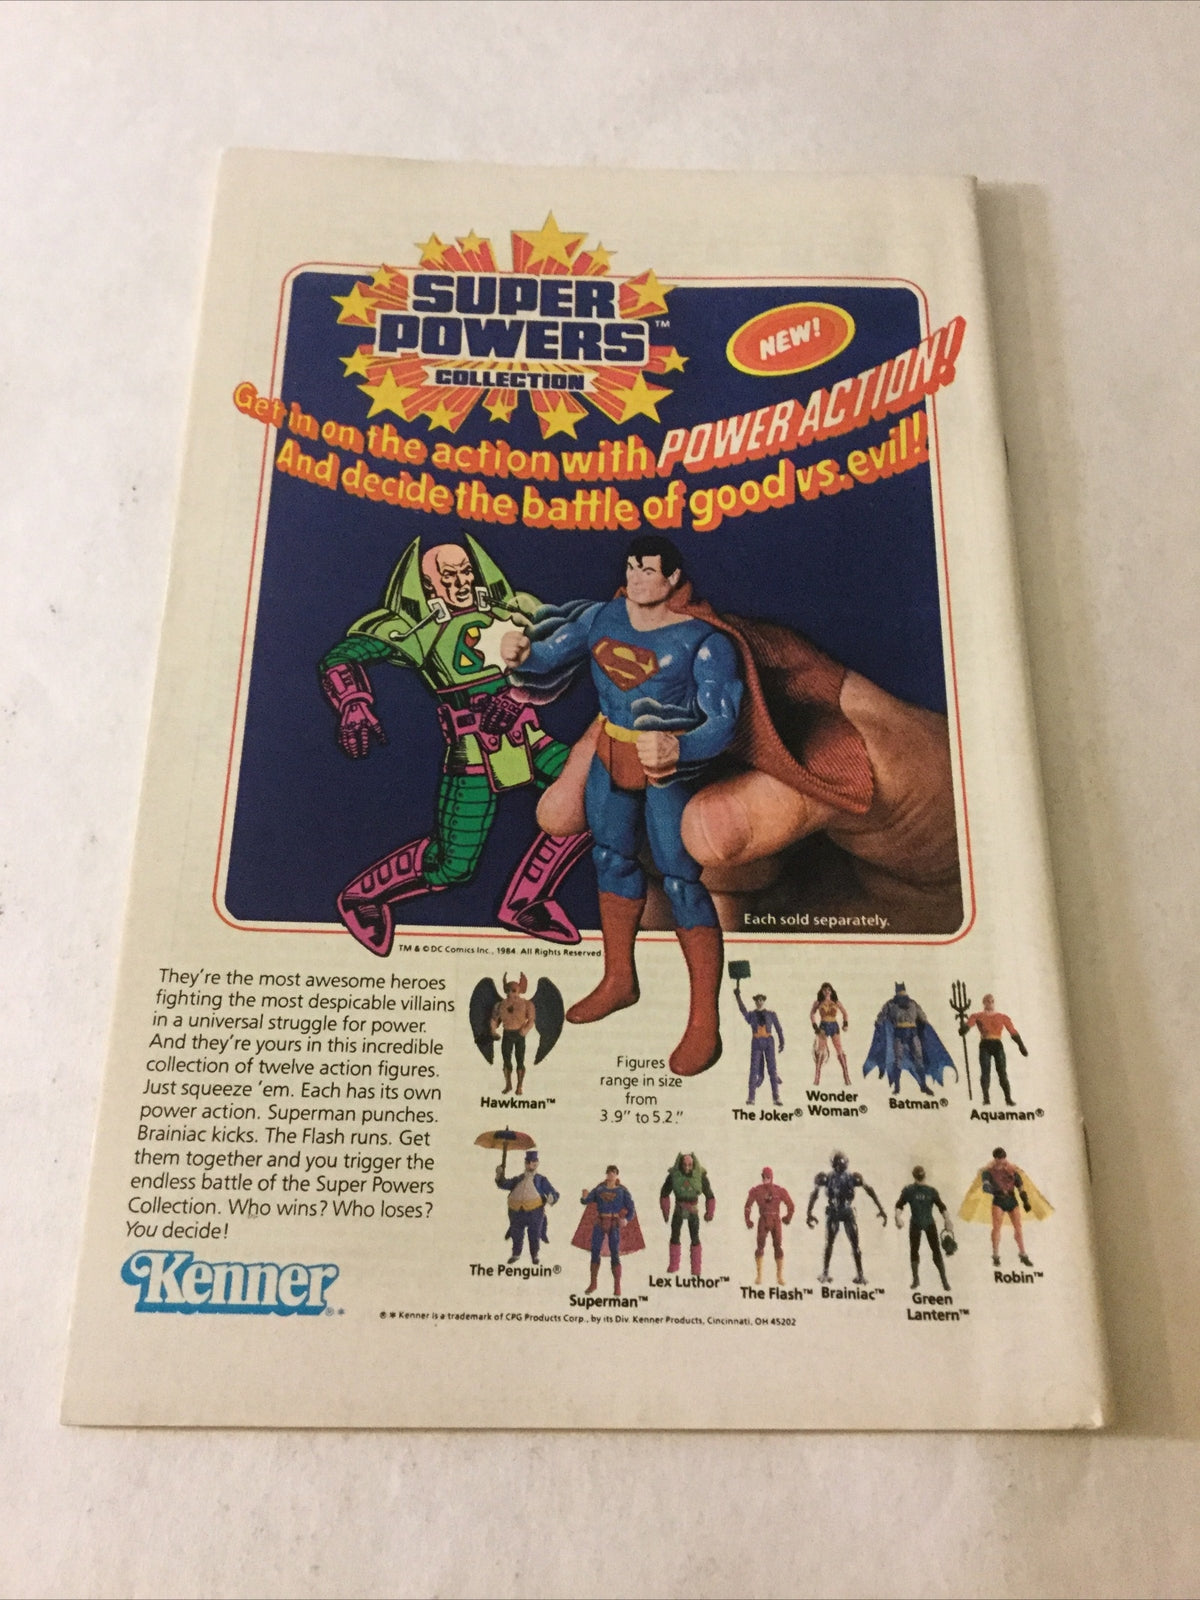 SUPER
POWERS™
COLLECTION
NEW!
Get in on the action with POWER ACTION!
And decide the battle of good vs. evil!
Each sold separately.
TM & © DC Comics Inc., 1984. All Rights Reserved
They're the most awesome heroes
fighting the most despicable villains
in a universal struggle for power.
And they're yours in this incredible
collection of twelve action figures.
Just squeeze 'em. Each has its own
power action. Superman punches.
Brainiac kicks. The Flash runs. Get
them together and you trigger the
endless battle of the Super Powers
Collection. Who wins? Who loses?
You decide!
Hawkman™
Figures
range in size
from
3.9" to 5.2."
The Joker®
Wonder
Woman®
Batman®
Aquaman®
The Penguin®
Superman™
Lex Luthor™
The Flash™
Brainiac™
Green
Lantern™
Robin™
Kenner®*
® * Kenner is a trademark of CPG Products Corp., by its Div. Kenner Products, Cincinnati, OH 45202